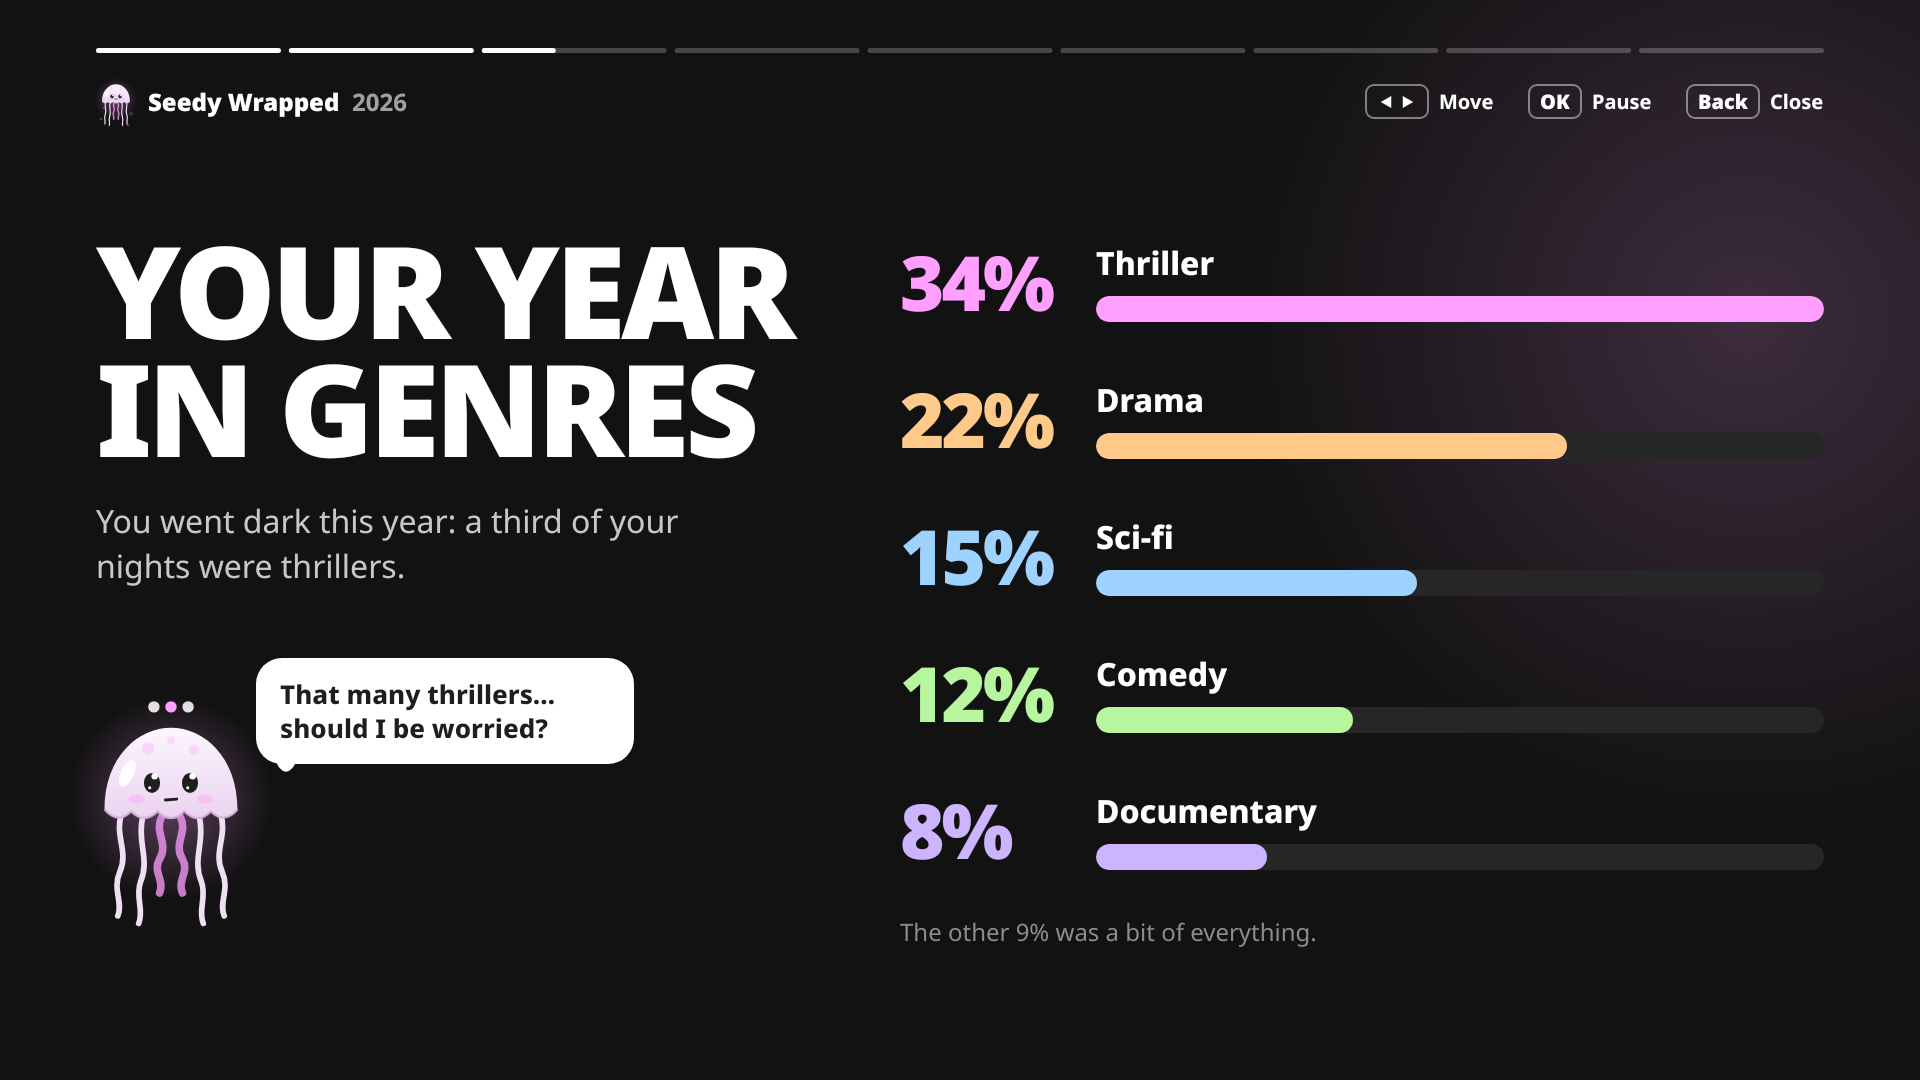 Seedy Wrapped 2026
Move
OK Pause
Back Close
YOUR YEAR
IN GENRES
You went dark this year: a third of your
nights were thrillers.
That many thrillers...
should I be worried?
34% Thriller
22% Drama
15% Sci-fi
12% Comedy
8% Documentary
The other 9% was a bit of everything.